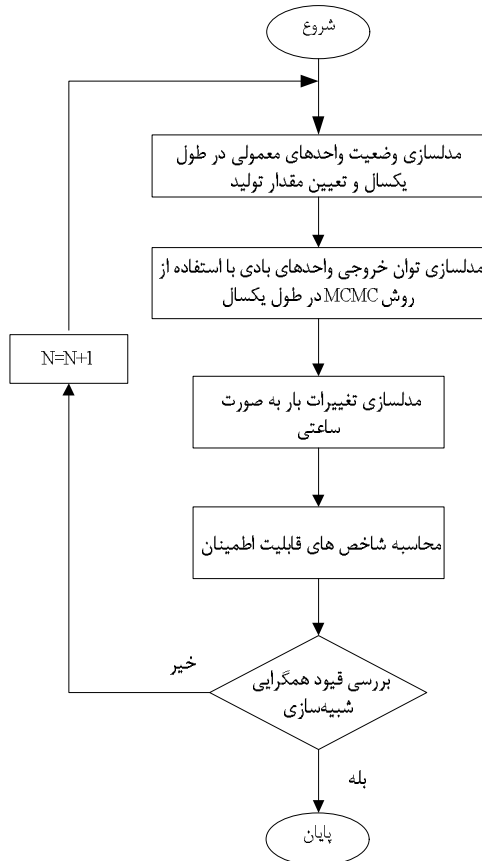 شروع
مدلسازی وضعیت واحدهای معمولی در طول
یکسال و تعیین مقدار تولید
مدلسازی توان خروجی واحدهای بادی با استفاده از
روش MCMC در طول یکسال
N=N+1
مدلسازی تغییرات بار به صورت
ساعتی
محاسبه شاخص های قابلیت اطمینان
خیر
بررسی قیود همگرایی
شبیه‌سازی
بله
پایان